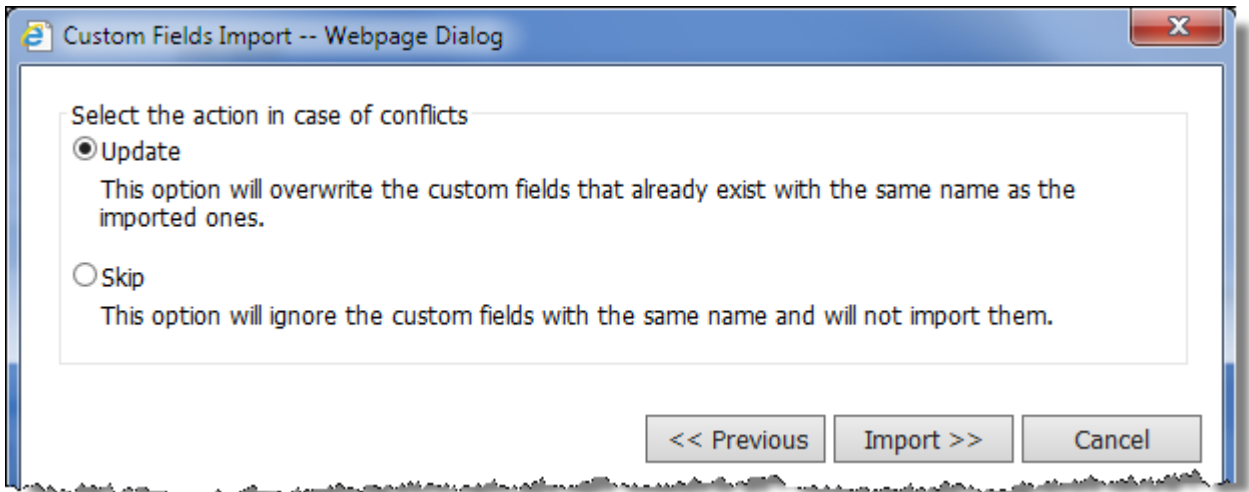 Custom Fields Import -- Webpage Dialog
X
Select the action in case of conflicts
Update
This option will overwrite the custom fields that already exist with the same name as the
imported ones.
Skip
This option will ignore the custom fields with the same name and will not import them.
<< Previous Import >> Cancel